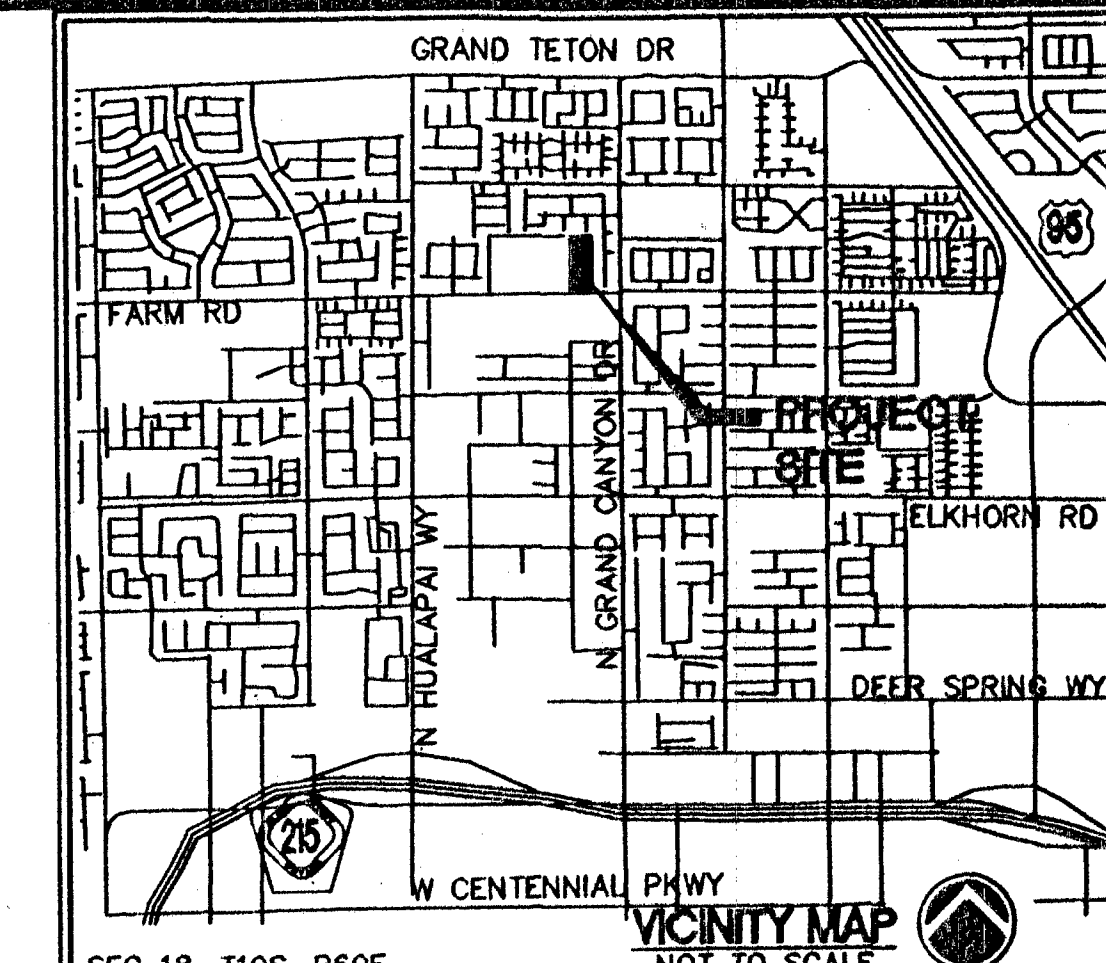 GRAND TETON DR
95
FARM RD
N GRAND CANYON DR
PROJECT
SITE
ELKHORN RD
N HUALAPAI WY
DEER SPRING WY
215
W CENTENNIAL PKWY
VICINITY MAP
NOT TO SCALE